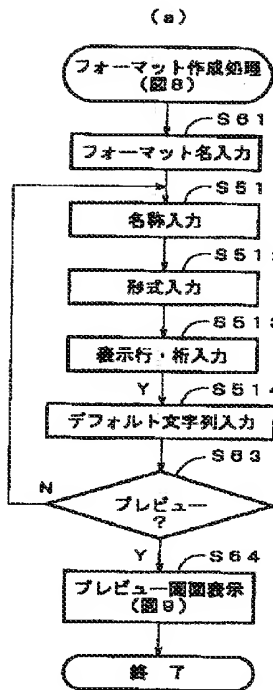 (a)
フォーマット作成処理
(図8)
S61
フォーマット名入力
S51
名称入力
S512
形式入力
S513
表示行・桁入力
Y
S514
デフォルト文字列入力
S63
N
プレビュー
?
Y
S64
プレビュー画面表示
(図9)
終了